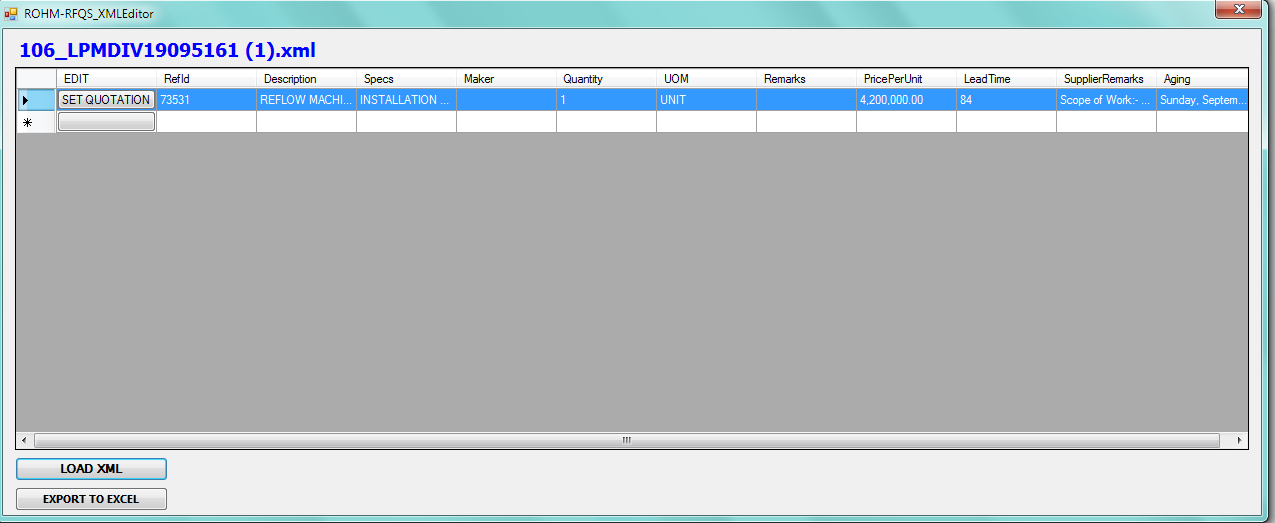 ROHM-RFQS_XMLEditor
106_LPMDIV19095161 (1).xml
EDIT RefId Description Specs Maker Quantity UOM Remarks PricePerUnit LeadTime SupplierRemarks Aging
SET QUOTATION 73531 REFLOW MACHI... INSTALLATION ... 1 UNIT 4,200,000.00 84 Scope of Work:- ... Sunday, Septem...
LOAD XML
EXPORT TO EXCEL